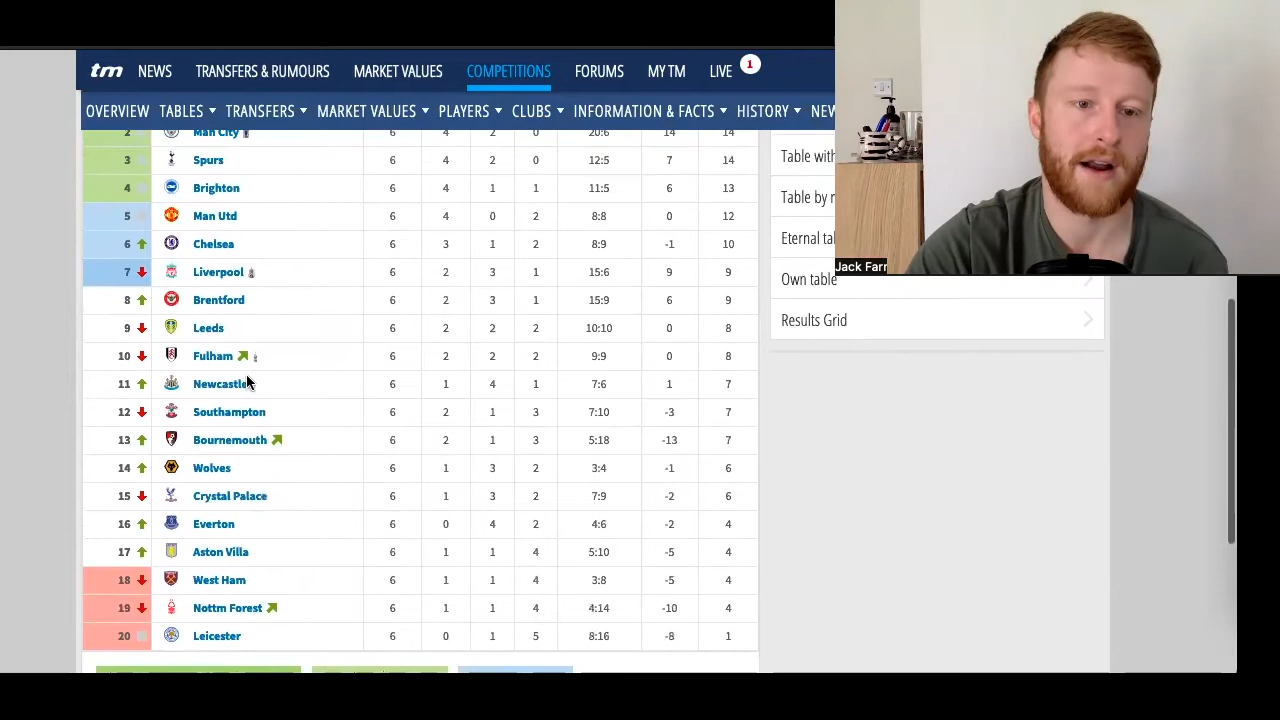 tm NEWS TRANSFERS & RUMOURS MARKET VALUES COMPETITIONS FORUMS MY TM LIVE 1
OVERVIEW TABLES TRANSFERS MARKET VALUES PLAYERS CLUBS INFORMATION & FACTS HISTORY NEW
2 Man City 6 4 2 0 20:6 14 14
3 Spurs 6 4 2 0 12:5 7 14
4 Brighton 6 4 1 1 11:5 6 13
5 Man Utd 6 4 0 2 8:8 0 12
6 Chelsea 6 3 1 2 8:9 -1 10
7 Liverpool 6 2 3 1 15:6 9 9
8 Brentford 6 2 3 1 15:9 6 9
9 Leeds 6 2 2 2 10:10 0 8
10 Fulham 6 2 2 2 9:9 0 8
11 Newcastle 6 1 4 1 7:6 1 7
12 Southampton 6 2 1 3 7:10 -3 7
13 Bournemouth 6 2 1 3 5:18 -13 7
14 Wolves 6 1 3 2 3:4 -1 6
15 Crystal Palace 6 1 3 2 7:9 -2 6
16 Everton 6 0 4 2 4:6 -2 4
17 Aston Villa 6 1 1 4 5:10 -5 4
18 West Ham 6 1 1 4 3:8 -5 4
19 Nottm Forest 6 1 1 4 4:14 -10 4
20 Leicester 6 0 1 5 8:16 -8 1
Table with
Table by r
Eternal ta
Own table
Results Grid
Jack Farr